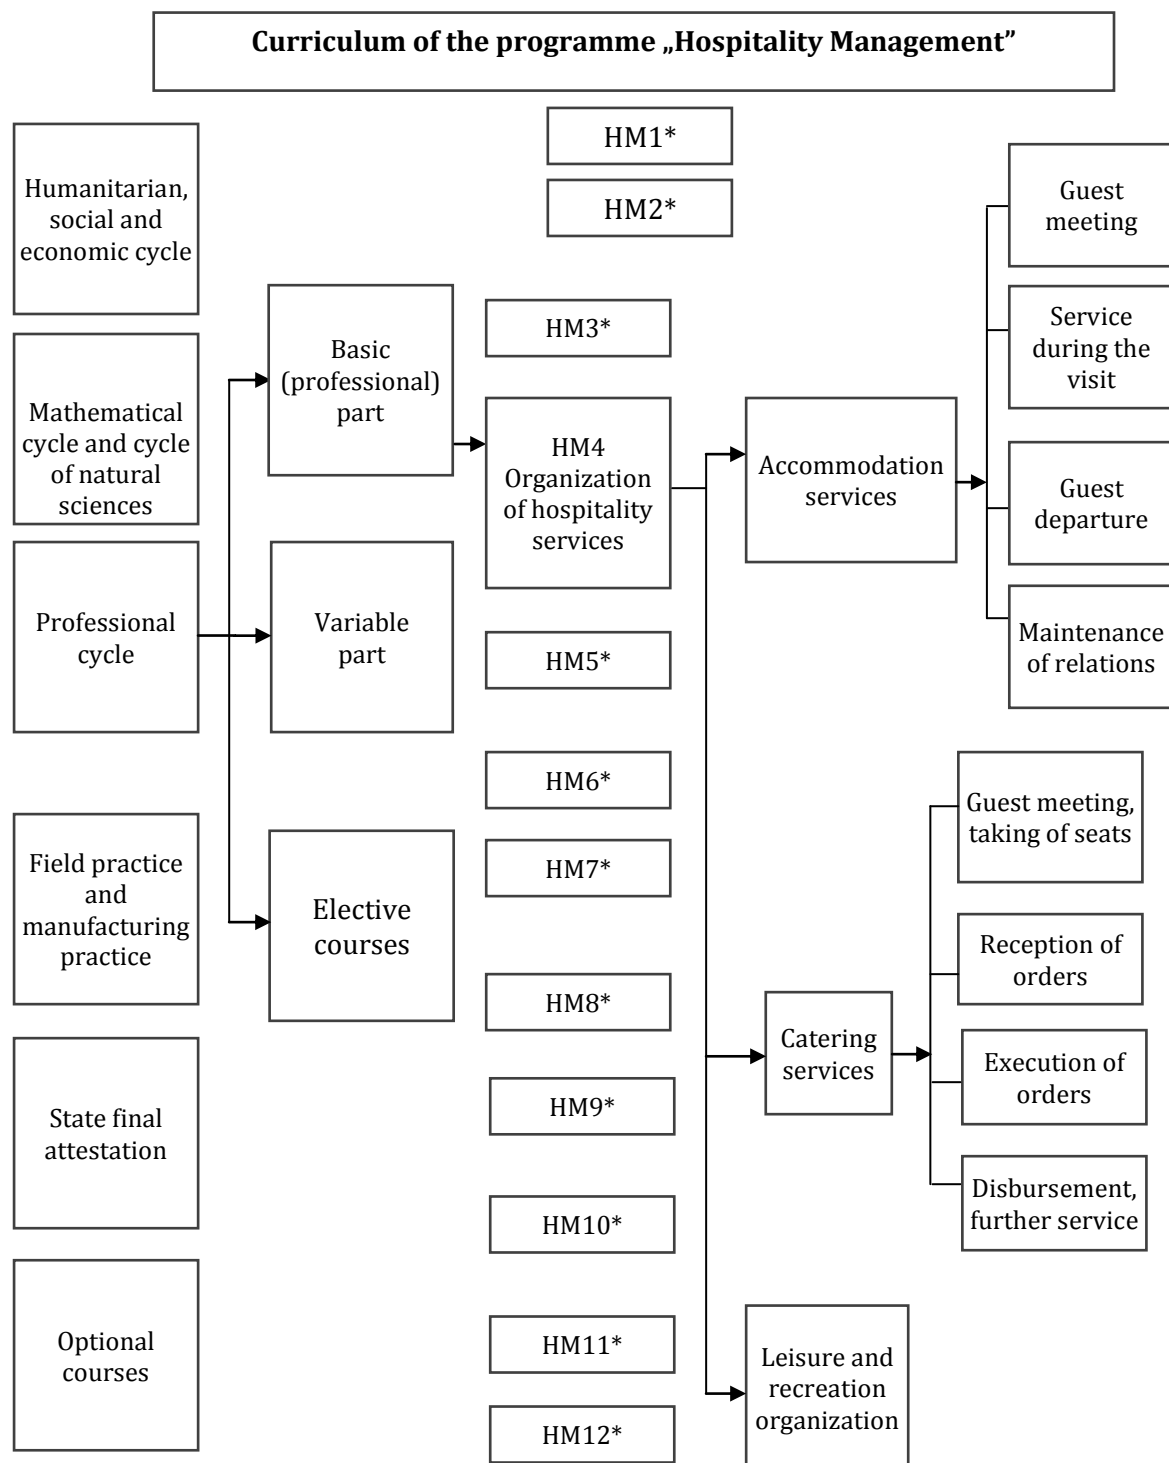 Curriculum of the programme „Hospitality Management”
Humanitarian,
social and
economic cycle
Mathematical
cycle and cycle
of natural
sciences
Professional
cycle
Field practice
and
manufacturing
practice
State final
attestation
Optional
courses
Basic
(professional)
part
Variable
part
Elective
courses
HM1*
HM2*
HM3*
HM4
Organization
of hospitality
services
HM5*
HM6*
HM7*
HM8*
HM9*
HM10*
HM11*
HM12*
Accommodation
services
Catering
services
Leisure and
recreation
organization
Guest
meeting
Service
during the
visit
Guest
departure
Maintenance
of relations
Guest meeting,
taking of seats
Reception of
orders
Execution of
orders
Disbursement,
further service